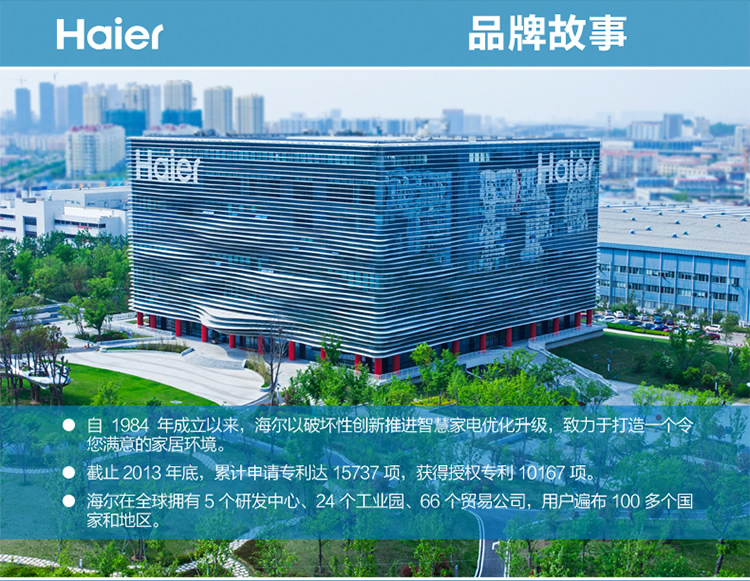 Haier
品牌故事
Haier
Haier
● 自 1984 年成立以来，海尔以破坏性创新推进智慧家电优化升级，致力于打造一个令
您满意的家居环境。
● 截止 2013 年底，累计申请专利达 15737 项，获得授权专利 10167 项。
● 海尔在全球拥有 5 个研发中心、24 个工业园、66 个贸易公司，用户遍布 100 多个国
家和地区。